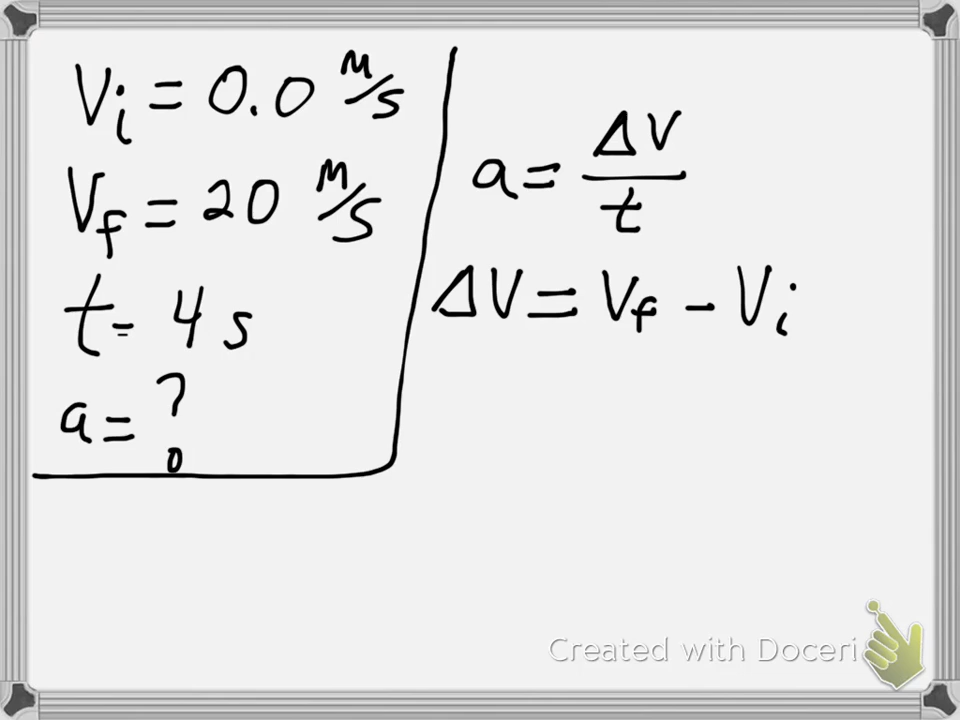 Vi = 0.0 m/s
Vf = 20 m/s
t = 4 s
a = ?
a = ΔV/t
ΔV = Vf - Vi
Created with Doceri